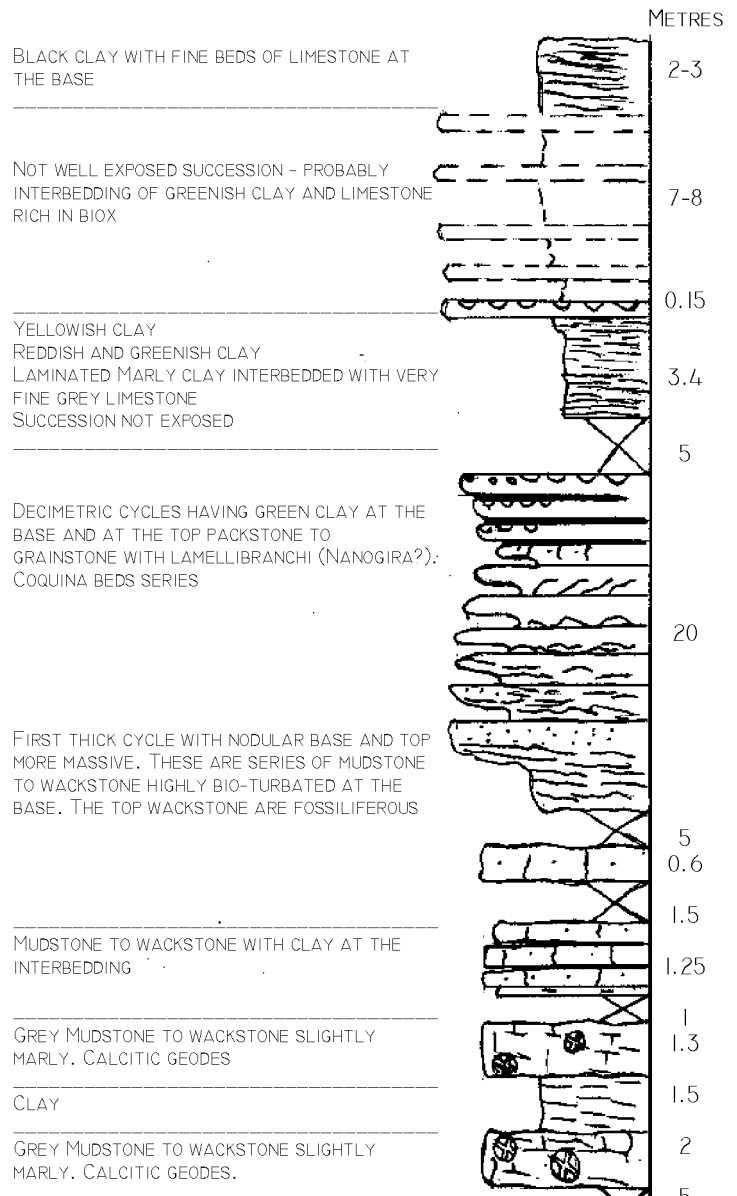 METRES
BLACK CLAY WITH FINE BEDS OF LIMESTONE AT
THE BASE
2-3
NOT WELL EXPOSED SUCCESSION - PROBABLY
INTERBEDDING OF GREENISH CLAY AND LIMESTONE
RICH IN BIOX
7-8
0.15
YELLOWISH CLAY
REDDISH AND GREENISH CLAY
LAMINATED MARLY CLAY INTERBEDDED WITH VERY
FINE GREY LIMESTONE
SUCCESSION NOT EXPOSED
3.4
5
DECIMETRIC CYCLES HAVING GREEN CLAY AT THE
BASE AND AT THE TOP PACKSTONE TO
GRAINSTONE WITH LAMELLIBRANCHI (NANOGIRA?).
COQUINA BEDS SERIES
20
FIRST THICK CYCLE WITH NODULAR BASE AND TOP
MORE MASSIVE. THESE ARE SERIES OF MUDSTONE
TO WACKSTONE HIGHLY BIO-TURBATED AT THE
BASE. THE TOP WACKSTONE ARE FOSSILIFEROUS
5
0.6
1.5
MUDSTONE TO WACKSTONE WITH CLAY AT THE
INTERBEDDING
1.25
1
GREY MUDSTONE TO WACKSTONE SLIGHTLY
MARLY. CALCITIC GEODES
1.3
CLAY
1.5
GREY MUDSTONE TO WACKSTONE SLIGHTLY
MARLY. CALCITIC GEODES.
2
5